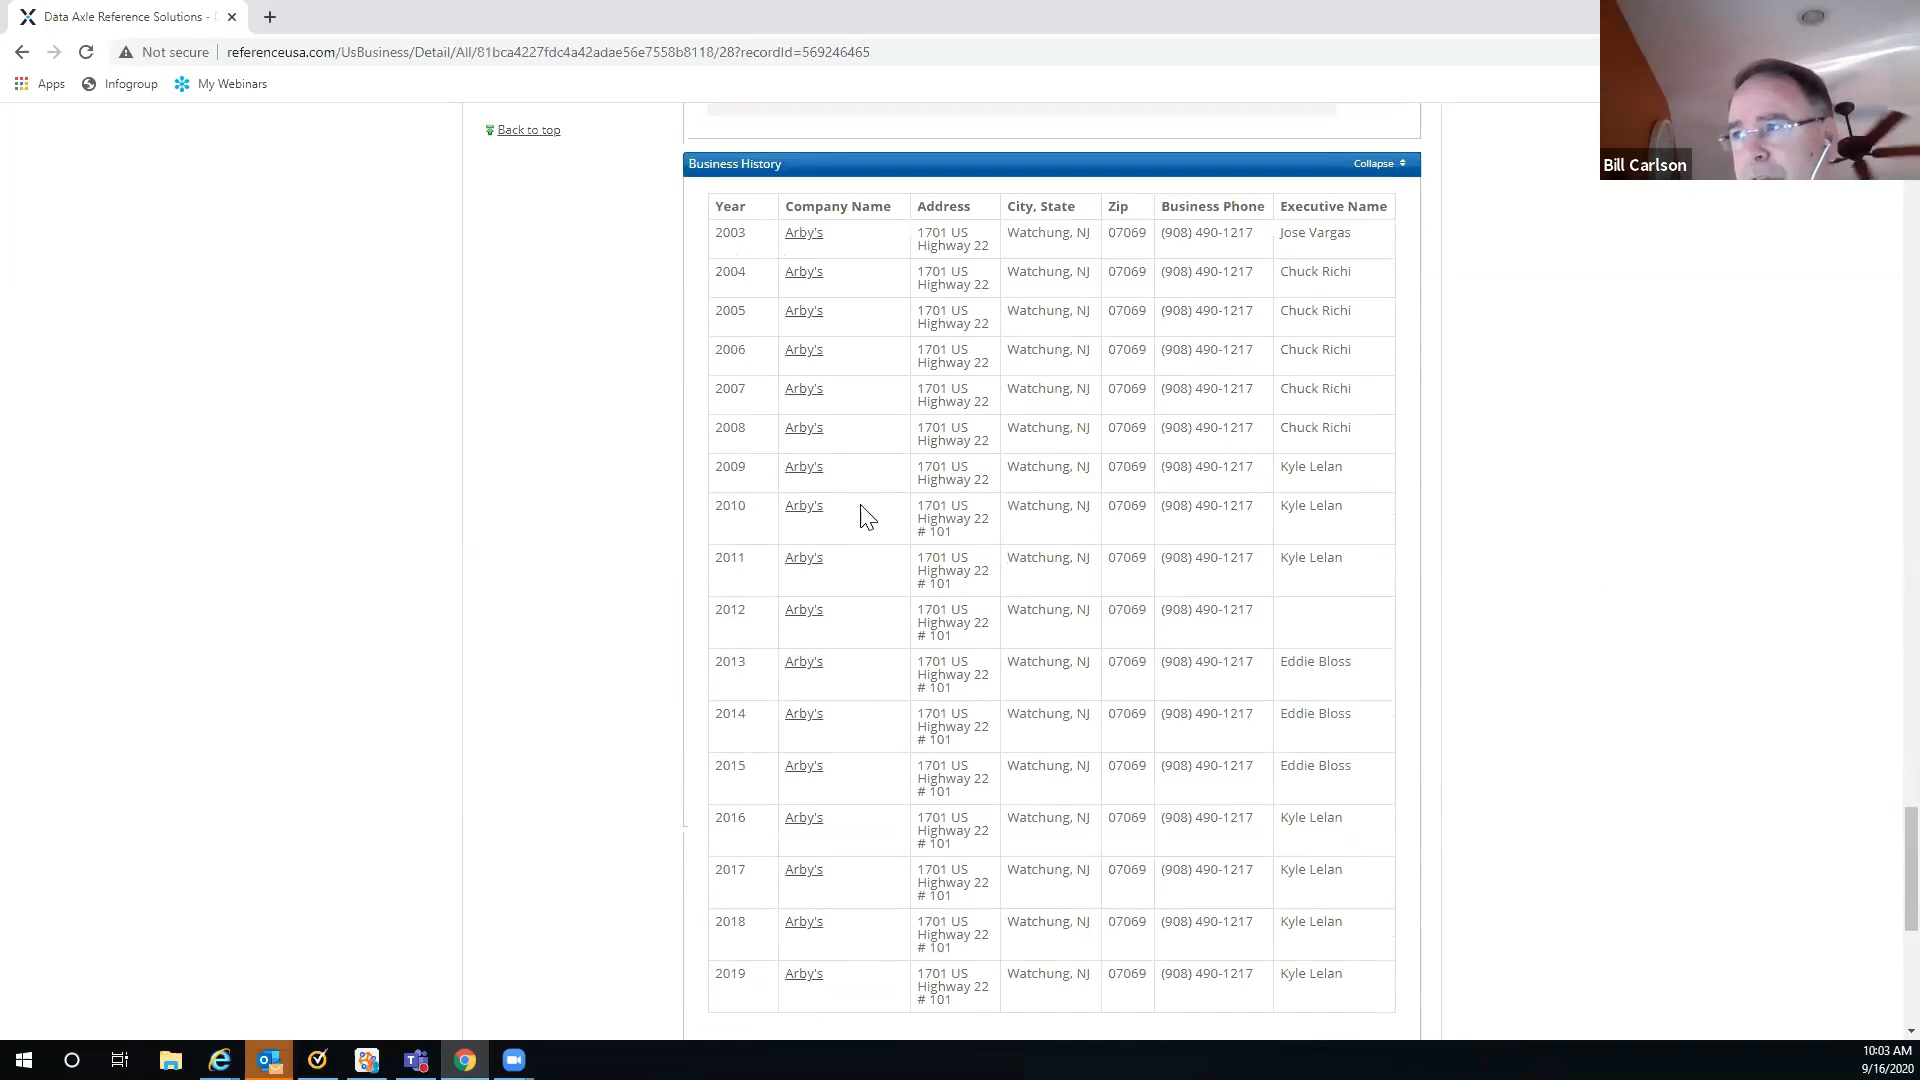 Data Axle Reference Solutions -
Not secure
referenceusa.com/UsBusiness/Detail/All/81bca4227fdc4a42adae56e7558b8118/28?recordId=569246465
Apps Infogroup My Webinars
Bill Carlson
Back to top
Business History Collapse
Year Company Name Address City, State Zip Business Phone Executive Name
2003 Arby's 1701 US Watchung, NJ 07069 (908) 490-1217 Jose Vargas
Highway 22
2004 Arby's 1701 US Watchung, NJ 07069 (908) 490-1217 Chuck Richi
Highway 22
2005 Arby's 1701 US Watchung, NJ 07069 (908) 490-1217 Chuck Richi
Highway 22
2006 Arby's 1701 US Watchung, NJ 07069 (908) 490-1217 Chuck Richi
Highway 22
2007 Arby's 1701 US Watchung, NJ 07069 (908) 490-1217 Chuck Richi
Highway 22
2008 Arby's 1701 US Watchung, NJ 07069 (908) 490-1217 Chuck Richi
Highway 22
2009 Arby's 1701 US Watchung, NJ 07069 (908) 490-1217 Kyle Lelan
Highway 22
2010 Arby's 1701 US Watchung, NJ 07069 (908) 490-1217 Kyle Lelan
Highway 22
# 101
2011 Arby's 1701 US Watchung, NJ 07069 (908) 490-1217 Kyle Lelan
Highway 22
# 101
2012 Arby's 1701 US Watchung, NJ 07069 (908) 490-1217
Highway 22
# 101
2013 Arby's 1701 US Watchung, NJ 07069 (908) 490-1217 Eddie Bloss
Highway 22
# 101
2014 Arby's 1701 US Watchung, NJ 07069 (908) 490-1217 Eddie Bloss
Highway 22
# 101
2015 Arby's 1701 US Watchung, NJ 07069 (908) 490-1217 Eddie Bloss
Highway 22
# 101
2016 Arby's 1701 US Watchung, NJ 07069 (908) 490-1217 Kyle Lelan
Highway 22
# 101
2017 Arby's 1701 US Watchung, NJ 07069 (908) 490-1217 Kyle Lelan
Highway 22
# 101
2018 Arby's 1701 US Watchung, NJ 07069 (908) 490-1217 Kyle Lelan
Highway 22
# 101
2019 Arby's 1701 US Watchung, NJ 07069 (908) 490-1217 Kyle Lelan
Highway 22
# 101
10:03 AM
9/16/2020